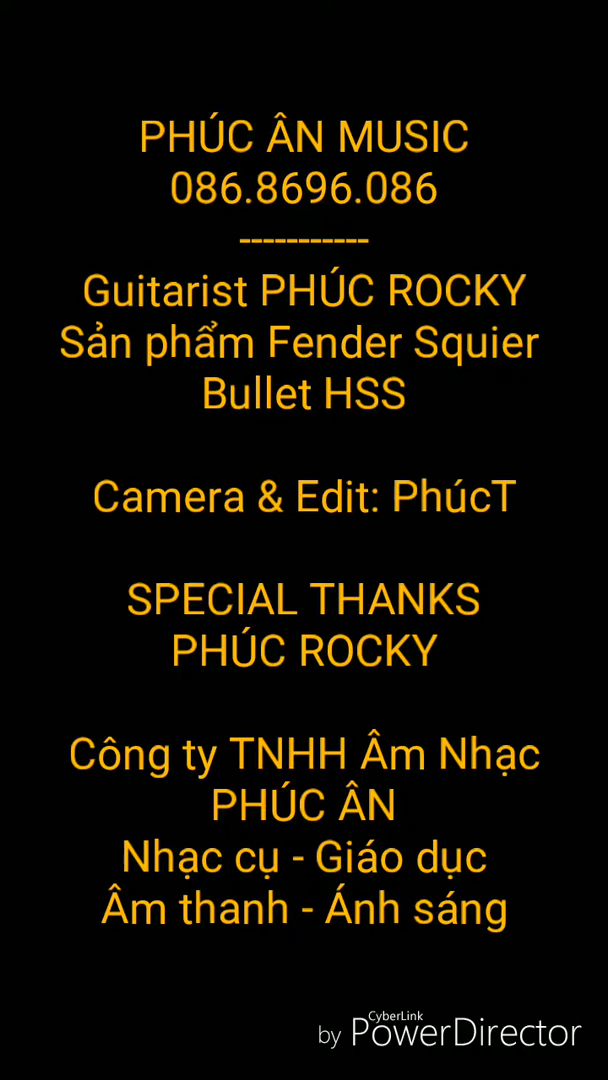 PHÚC ÂN MUSIC
086.8696.086
-----------
Guitarist PHÚC ROCKY
Sản phẩm Fender Squier
Bullet HSS
Camera & Edit: PhúcT
SPECIAL THANKS
PHÚC ROCKY
Công ty TNHH Âm Nhạc
PHÚC ÂN
Nhạc cụ - Giáo dục
Âm thanh - Ánh sáng
CyberLink
by PowerDirector